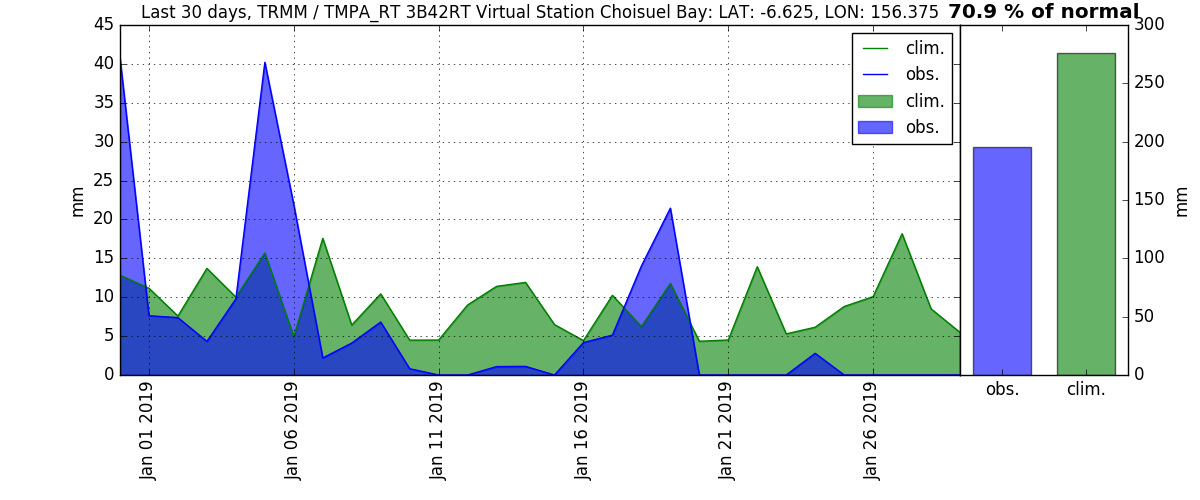 Last 30 days, TRMM / TMPA_RT 3B42RT Virtual Station Choisuel Bay: LAT: -6.625, LON: 156.375
70.9 % of normal
45
40
35
30
25
20
15
10
5
0
mm
clim.
obs.
clim.
obs.
Jan 01 2019
Jan 06 2019
Jan 11 2019
Jan 16 2019
Jan 21 2019
Jan 26 2019
300
250
200
150
100
50
0
mm
obs.
clim.